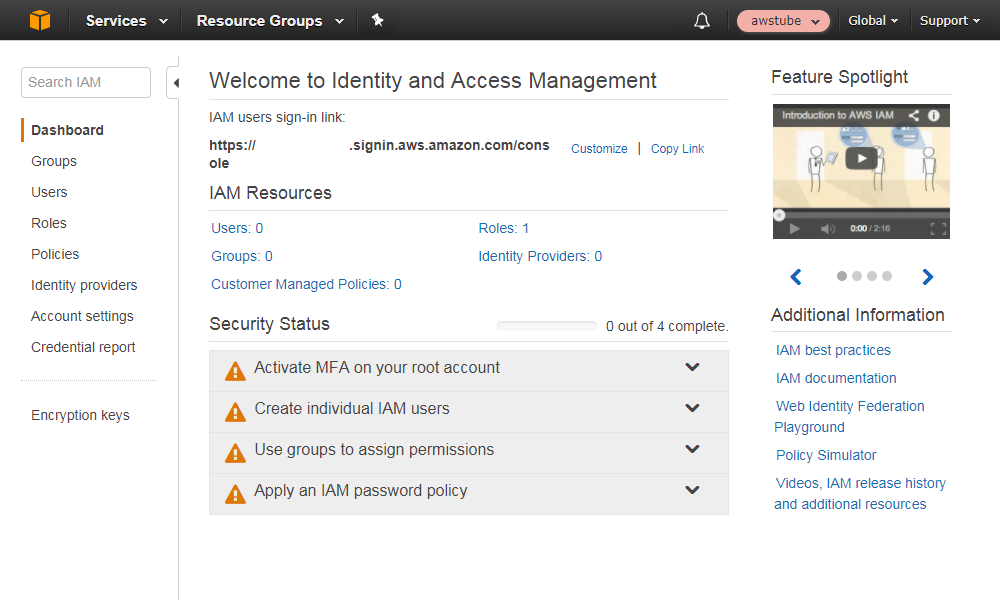 Services
Resource Groups
awstube
Global
Support
Search IAM
Dashboard
Groups
Users
Roles
Policies
Identity providers
Account settings
Credential report
Encryption keys
Welcome to Identity and Access Management
IAM users sign-in link:
https:// .signin.aws.amazon.com/cons
ole
Customize | Copy Link
IAM Resources
Users: 0
Roles: 1
Groups: 0
Identity Providers: 0
Customer Managed Policies: 0
Security Status
0 out of 4 complete.
Activate MFA on your root account
Create individual IAM users
Use groups to assign permissions
Apply an IAM password policy
Feature Spotlight
Introduction to AWS IAM
0:00 / 2:16
Additional Information
IAM best practices
IAM documentation
Web Identity Federation
Playground
Policy Simulator
Videos, IAM release history
and additional resources